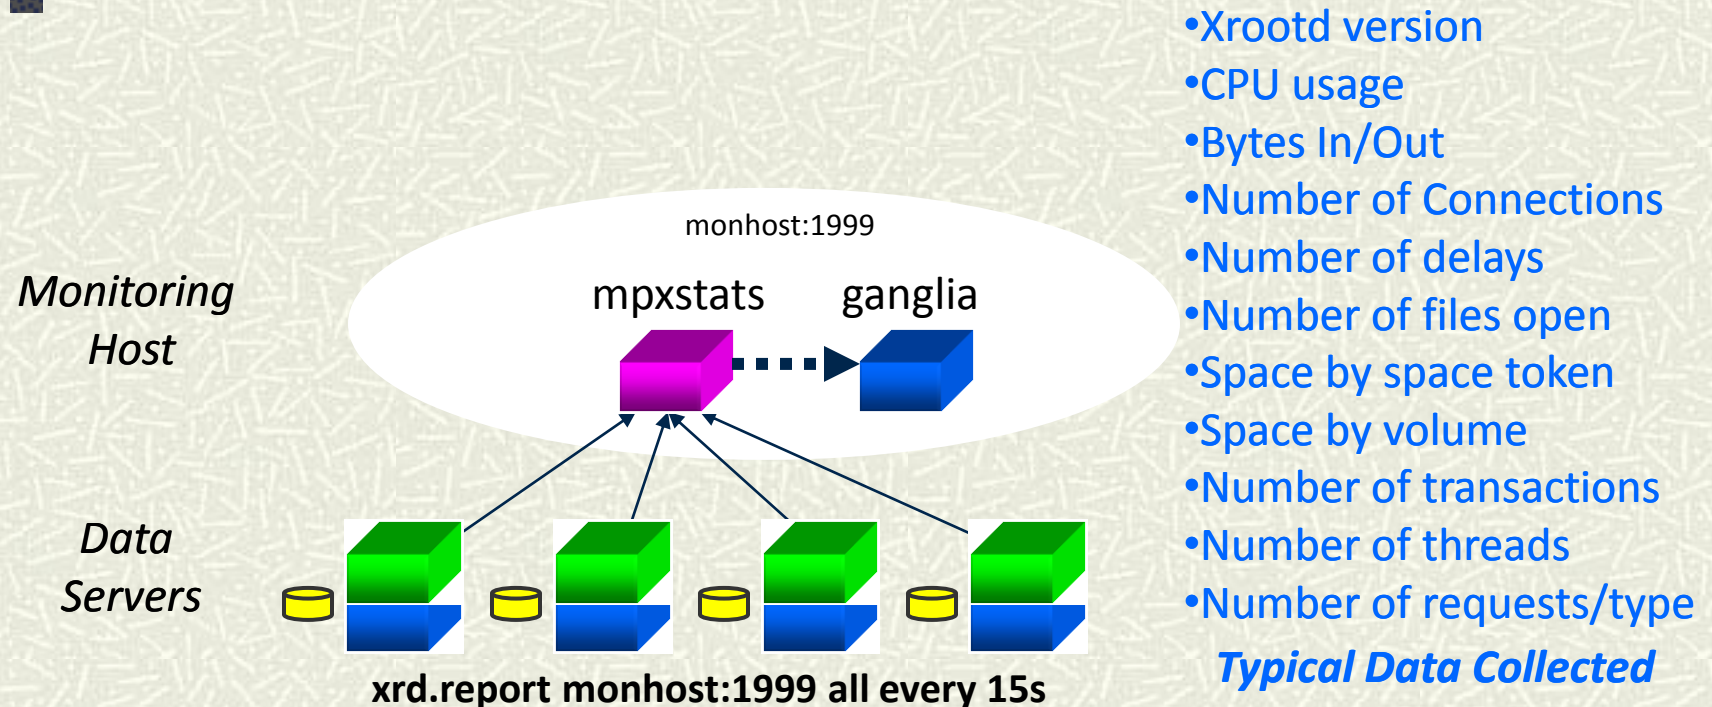 •Xrootd version
•CPU usage
•Bytes In/Out
•Number of Connections
•Number of delays
•Number of files open
•Space by space token
•Space by volume
•Number of transactions
•Number of threads
•Number of requests/type
Typical Data Collected
monhost:1999
mpxstats ganglia
Monitoring
Host
Data
Servers
xrd.report monhost:1999 all every 15s